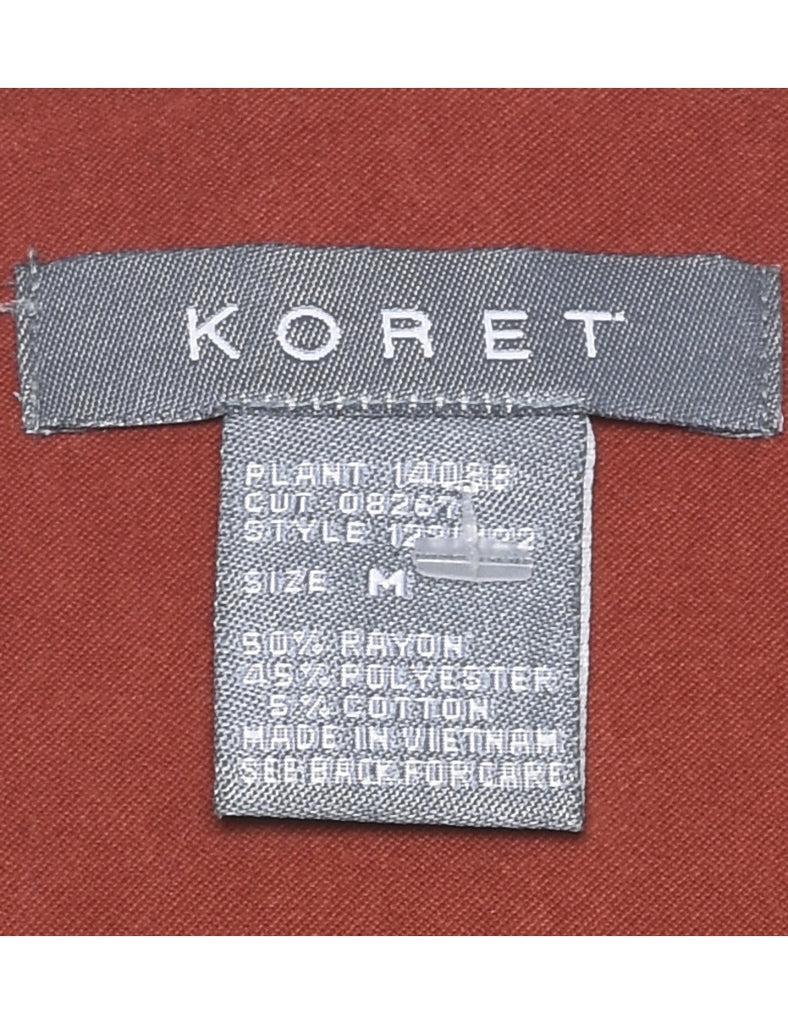 KORET
PLANT
CUT 08267
STYLE
SIZE M
50% RAYON
45% POLYESTER
5% COTTON
MADE IN VIETNAM
SEE BACK FOR CARE